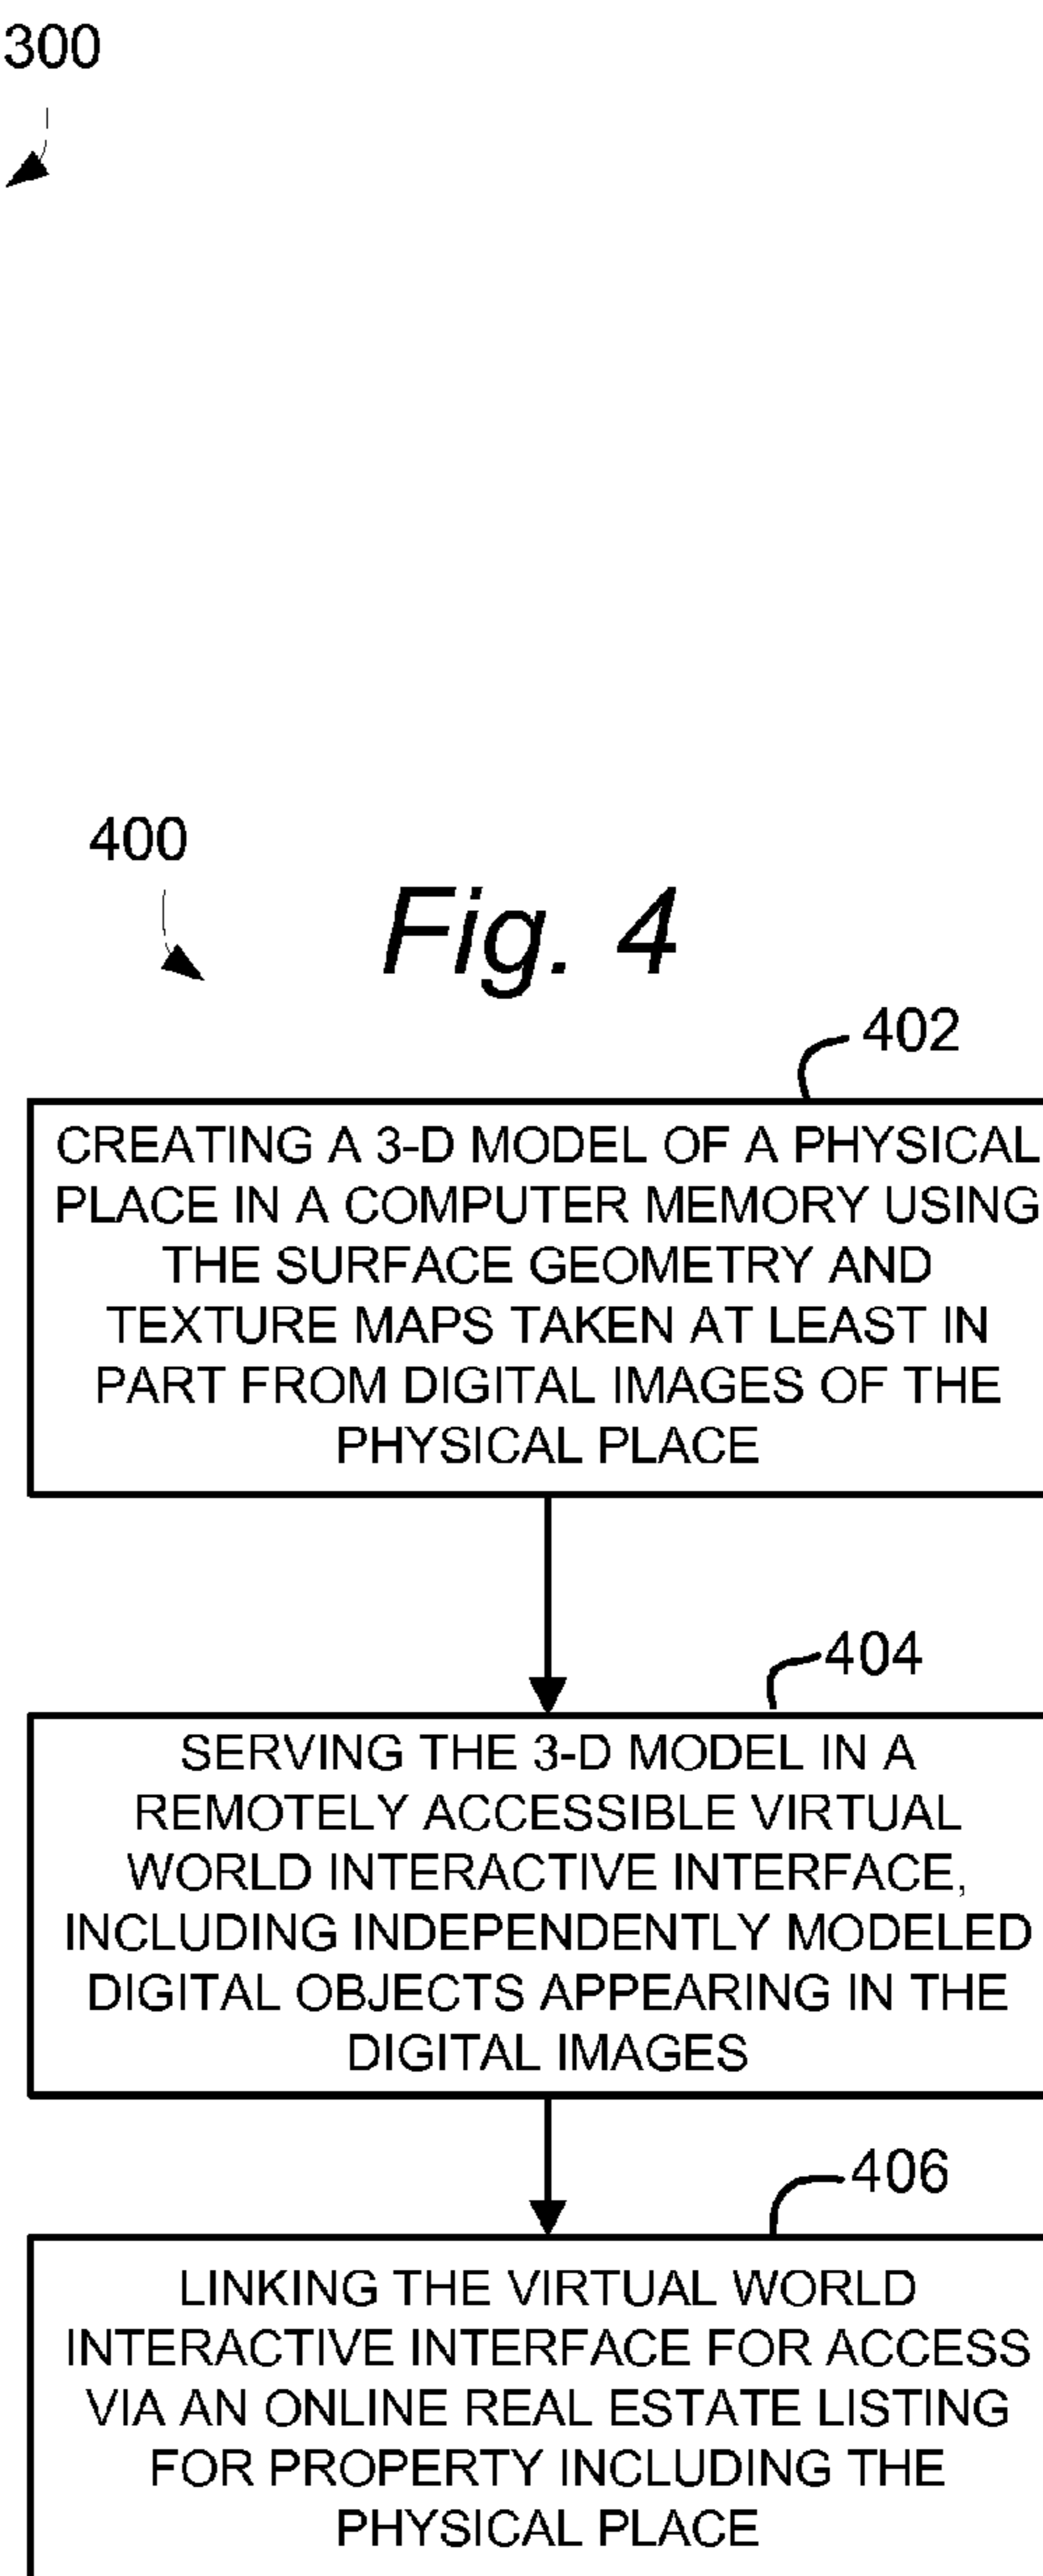 300
400
Fig. 4
402
CREATING A 3-D MODEL OF A PHYSICAL
PLACE IN A COMPUTER MEMORY USING
THE SURFACE GEOMETRY AND
TEXTURE MAPS TAKEN AT LEAST IN
PART FROM DIGITAL IMAGES OF THE
PHYSICAL PLACE
404
SERVING THE 3-D MODEL IN A
REMOTELY ACCESSIBLE VIRTUAL
WORLD INTERACTIVE INTERFACE,
INCLUDING INDEPENDENTLY MODELED
DIGITAL OBJECTS APPEARING IN THE
DIGITAL IMAGES
406
LINKING THE VIRTUAL WORLD
INTERACTIVE INTERFACE FOR ACCESS
VIA AN ONLINE REAL ESTATE LISTING
FOR PROPERTY INCLUDING THE
PHYSICAL PLACE